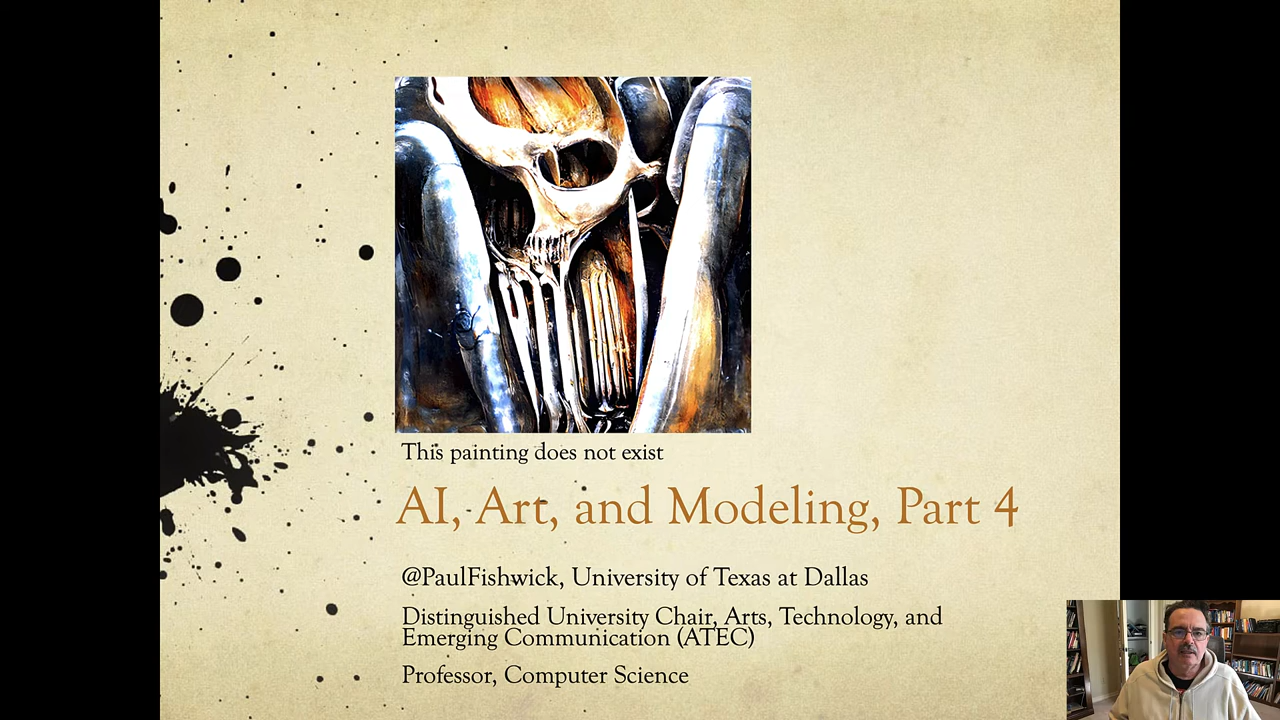 This painting does not exist
AI, Art, and Modeling, Part 4
@PaulFishwick, University of Texas at Dallas
Distinguished University Chair, Arts, Technology, and
Emerging Communication (ATEC)
Professor, Computer Science